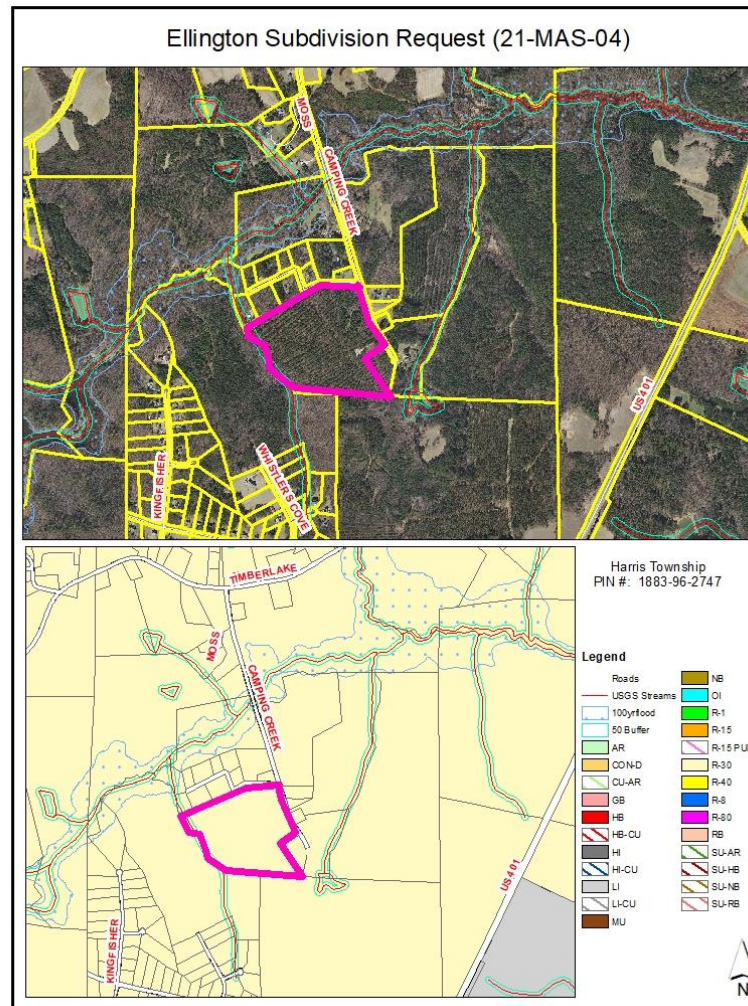 Ellington Subdivision Request (21-MAS-04)
MOSS
CAMPING CREEK
US 401
KINGFISHER
WHISTLER'S COVE
TIMBERLAKE
MOSS
CAMPING CREEK
US 401
KINGFISHER
Harris Township
PIN #: 1883-96-2747
Legend
Roads
USGS Streams
100yrflood
50 Buffer
AR
CON-D
CU-AR
GB
HB
HB-CU
HI
HI-CU
LI
LI-CU
MU
NB
OI
R-1
R-15
R-15 PU
R-30
R-40
R-8
R-80
RB
SU-AR
SU-HB
SU-NB
SU-RB
N